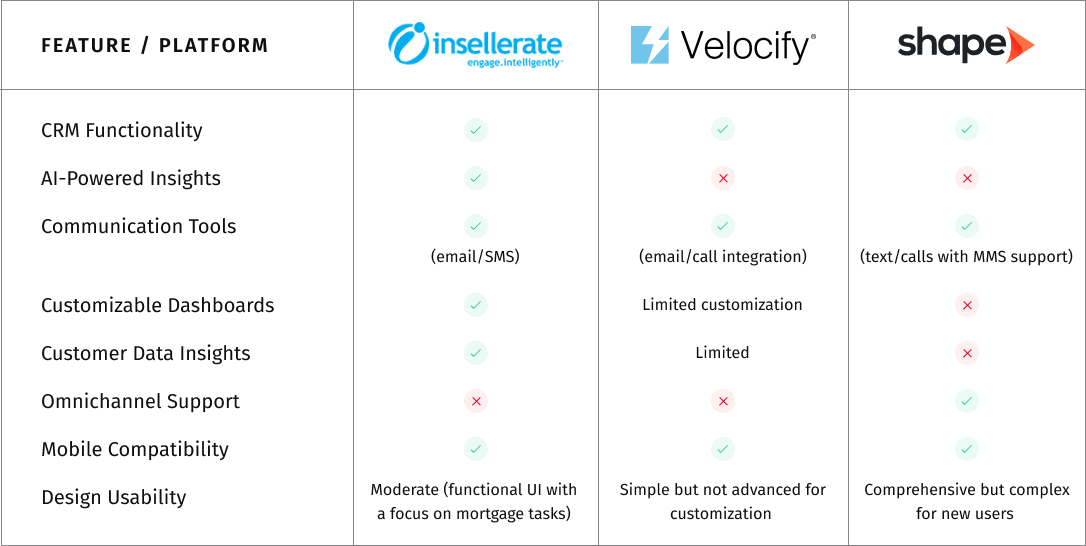 FEATURE / PLATFORM
insellerate
engage.intelligently™
Velocify®
shape
CRM Functionality
AI-Powered Insights
Communication Tools
(email/SMS)
(email/call integration)
(text/calls with MMS support)
Customizable Dashboards
Limited customization
Customer Data Insights
Limited
Omnichannel Support
Mobile Compatibility
Design Usability
Moderate (functional UI with
a focus on mortgage tasks)
Simple but not advanced for
customization
Comprehensive but complex
for new users